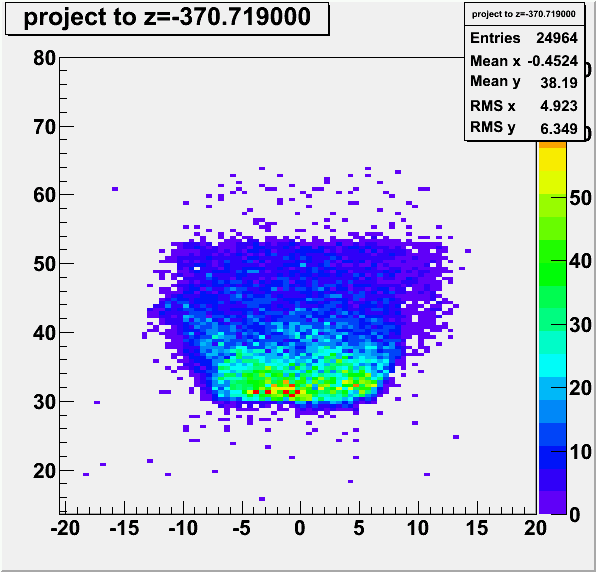 project to z=-370.719000
project to z=-370.719000
Entries 24964
Mean x -0.4524
Mean y 38.19
RMS x 4.923
RMS y 6.349
80
70
60
50
40
30
20
-20 -15 -10 -5 0 5 10 15 20
50
40
30
20
10
0